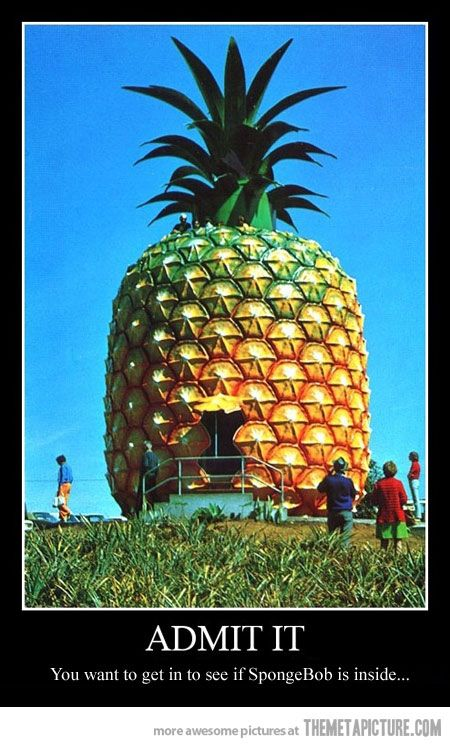 ADMIT IT
You want to get in to see if SpongeBob is inside...
more awesome pictures at THEMETAPICTURE.COM